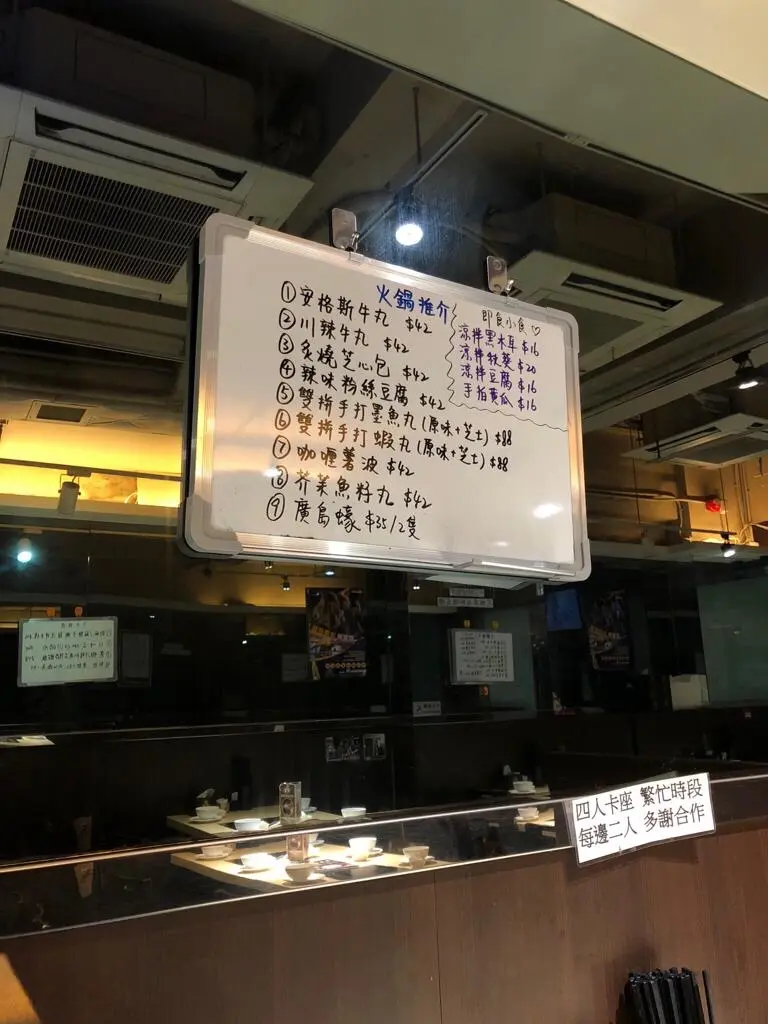 火鍋推介
①安格斯牛丸 $42
②川辣牛丸 $42
③炙燒芝心包 $42
④辣味粉絲豆腐 $42
⑤雙拼手打墨魚丸(原味+芝士) $88
⑥雙拼手打蝦丸(原味+芝士) $88
⑦咖喱薯波 $42
⑧芥茉魚籽丸 $42
⑨廣島蠔 $35/2隻
即食小食♡
涼拌黑木耳 $16
涼拌秋葵 $20
涼拌豆腐 $16
手拍黃瓜 $16
四人卡座 繁忙時段
每邊二人 多謝合作